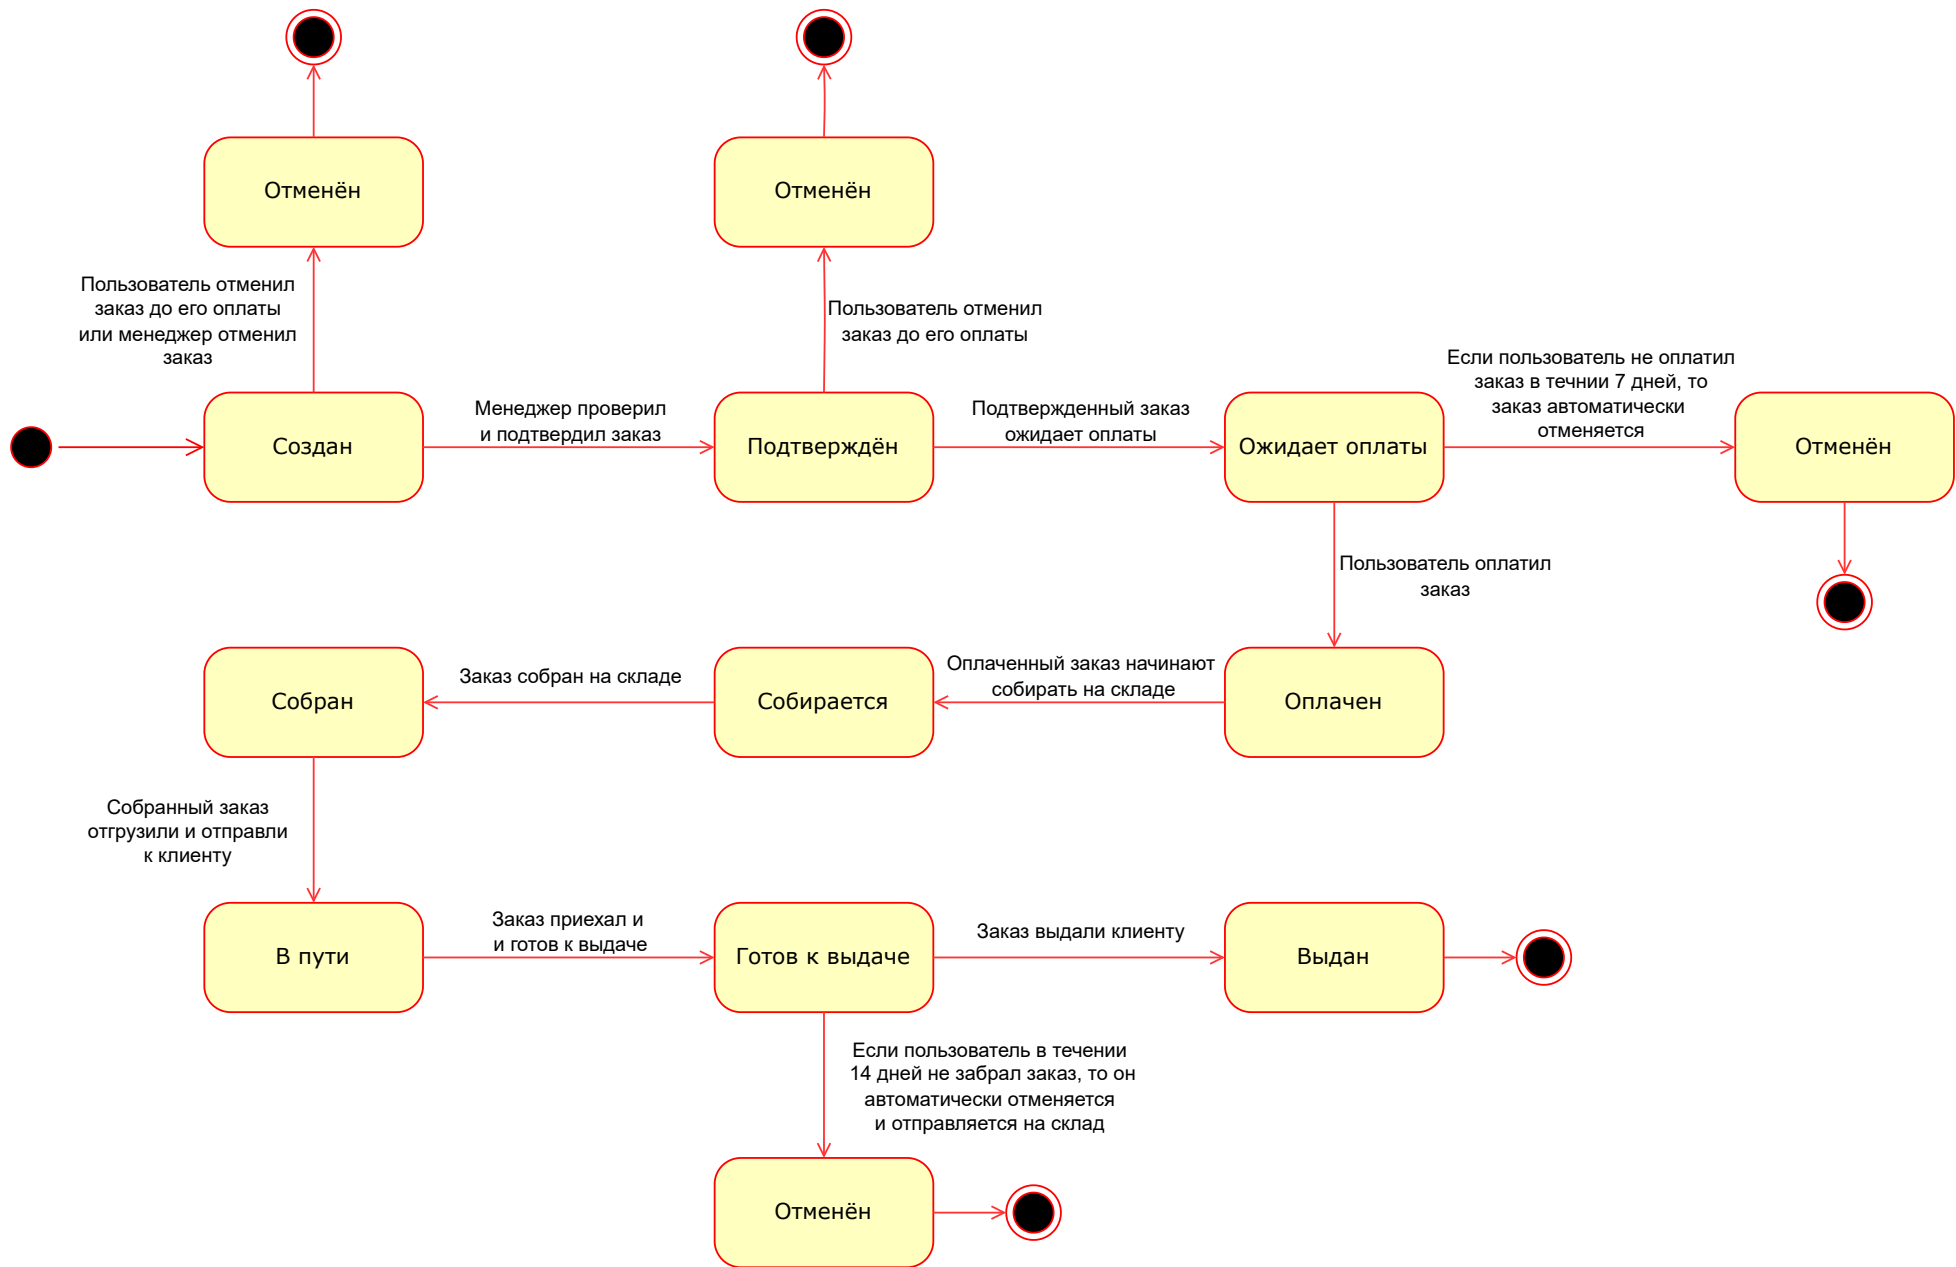 Отменён
Отменён
Пользователь отменил
заказ до его оплаты
или менеджер отменил
заказ
Пользователь отменил
заказ до его оплаты
Создан
Менеджер проверил
и подтвердил заказ
Подтверждён
Подтвержденный заказ
ожидает оплаты
Ожидает оплаты
Если пользователь не оплатил
заказ в течнии 7 дней, то
заказ автоматически
отменяется
Отменён
Пользователь оплатил
заказ
Собран
Заказ собран на складе
Собирается
Оплаченный заказ начинают
собирать на складе
Оплачен
Собранный заказ
отгрузили и отправли
к клиенту
В пути
Заказ приехал и
и готов к выдаче
Готов к выдаче
Заказ выдали клиенту
Выдан
Если пользователь в течении
14 дней не забрал заказ, то он
автоматически отменяется
и отправляется на склад
Отменён